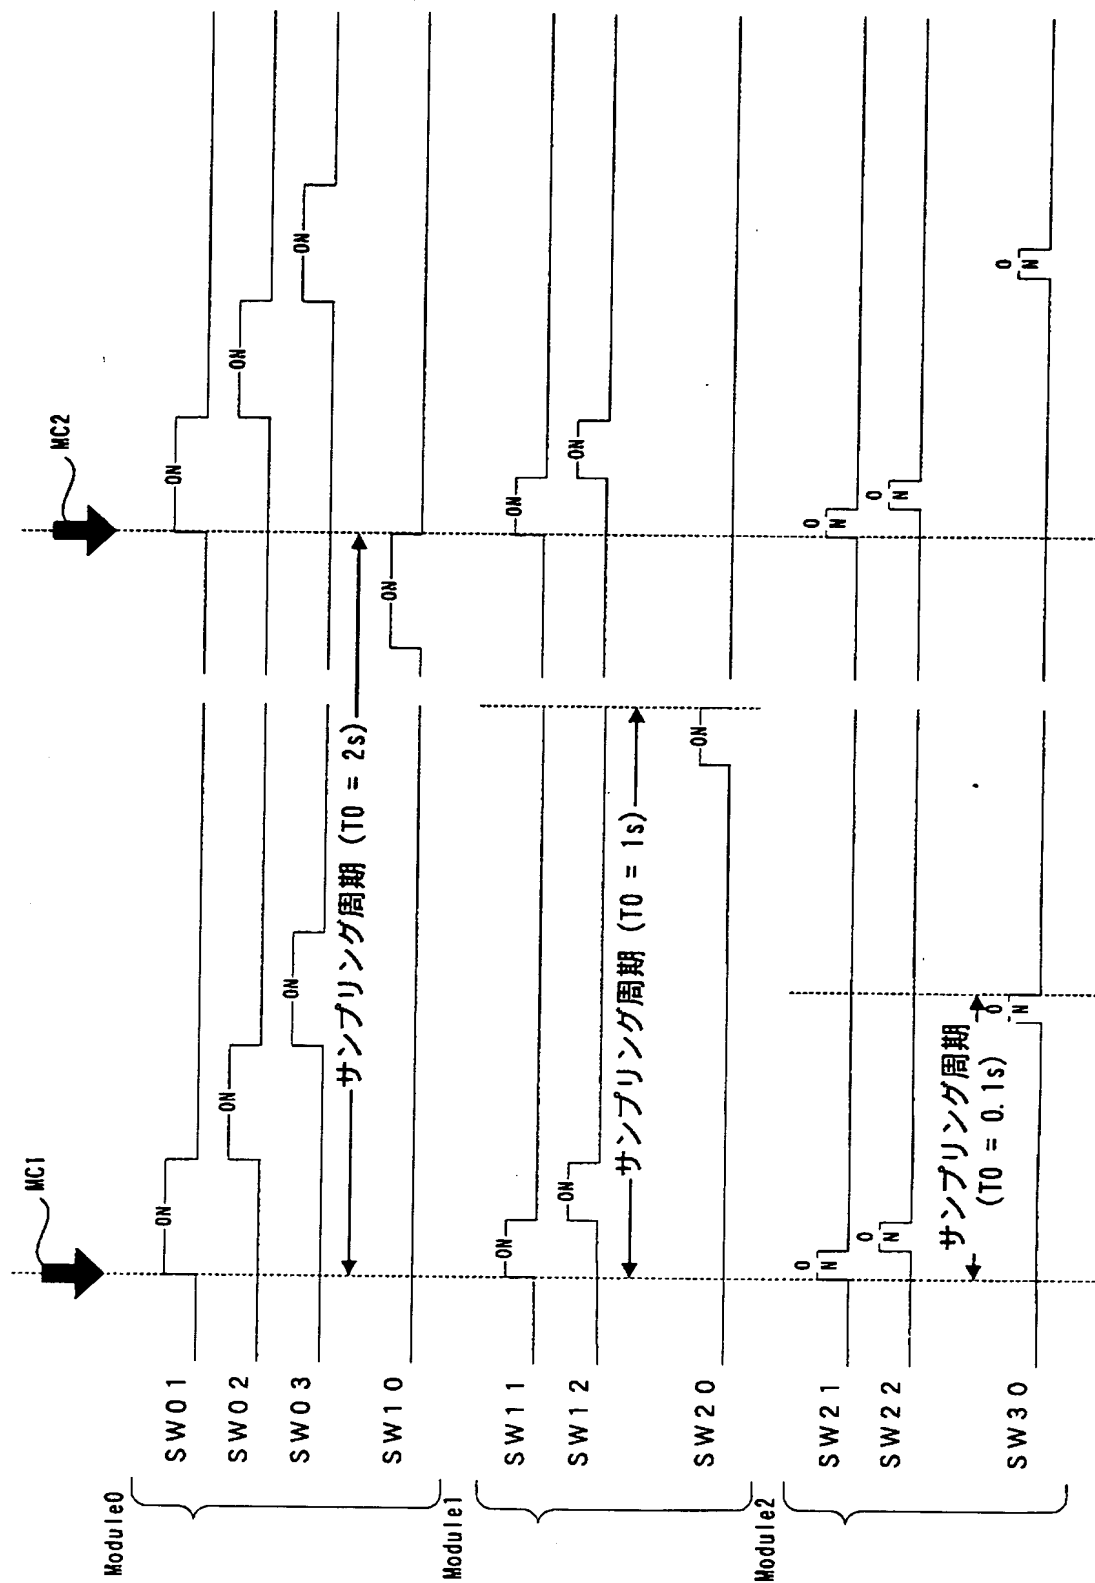 MC1
MC2
Module0
SW01
ON
ON
SW02
ON
ON
SW03
ON
ON
サンプリング周期 (T0 = 2s)
SW10
ON
Module1
SW11
ON
ON
SW12
ON
ON
サンプリング周期 (T0 = 1s)
SW20
ON
Module2
SW21
ON
ON
SW22
ON
ON
サンプリング周期
(T0 = 0.1s)
SW30
ON
ON